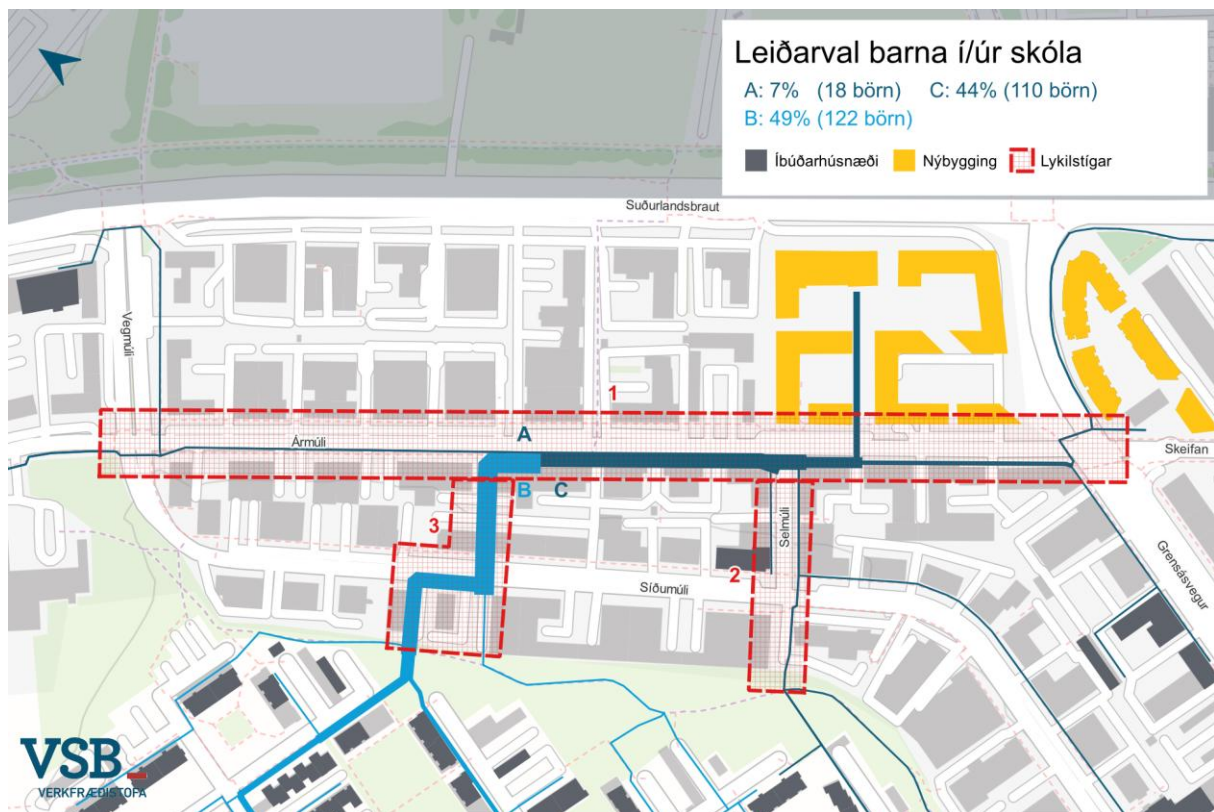 Leiðarval barna í/úr skóla
A: 7% (18 börn) C: 44% (110 börn)
B: 49% (122 börn)
Íbúðarhúsnæði Nýbygging Lykilstígar
Suðurlandsbraut
Vegmúli
1
Ármúli
A
Skeifan
B C
3
Selmúli
2
Síðumúli
Grensásvegur
VSB_
VERKFRÆÐISTOFA